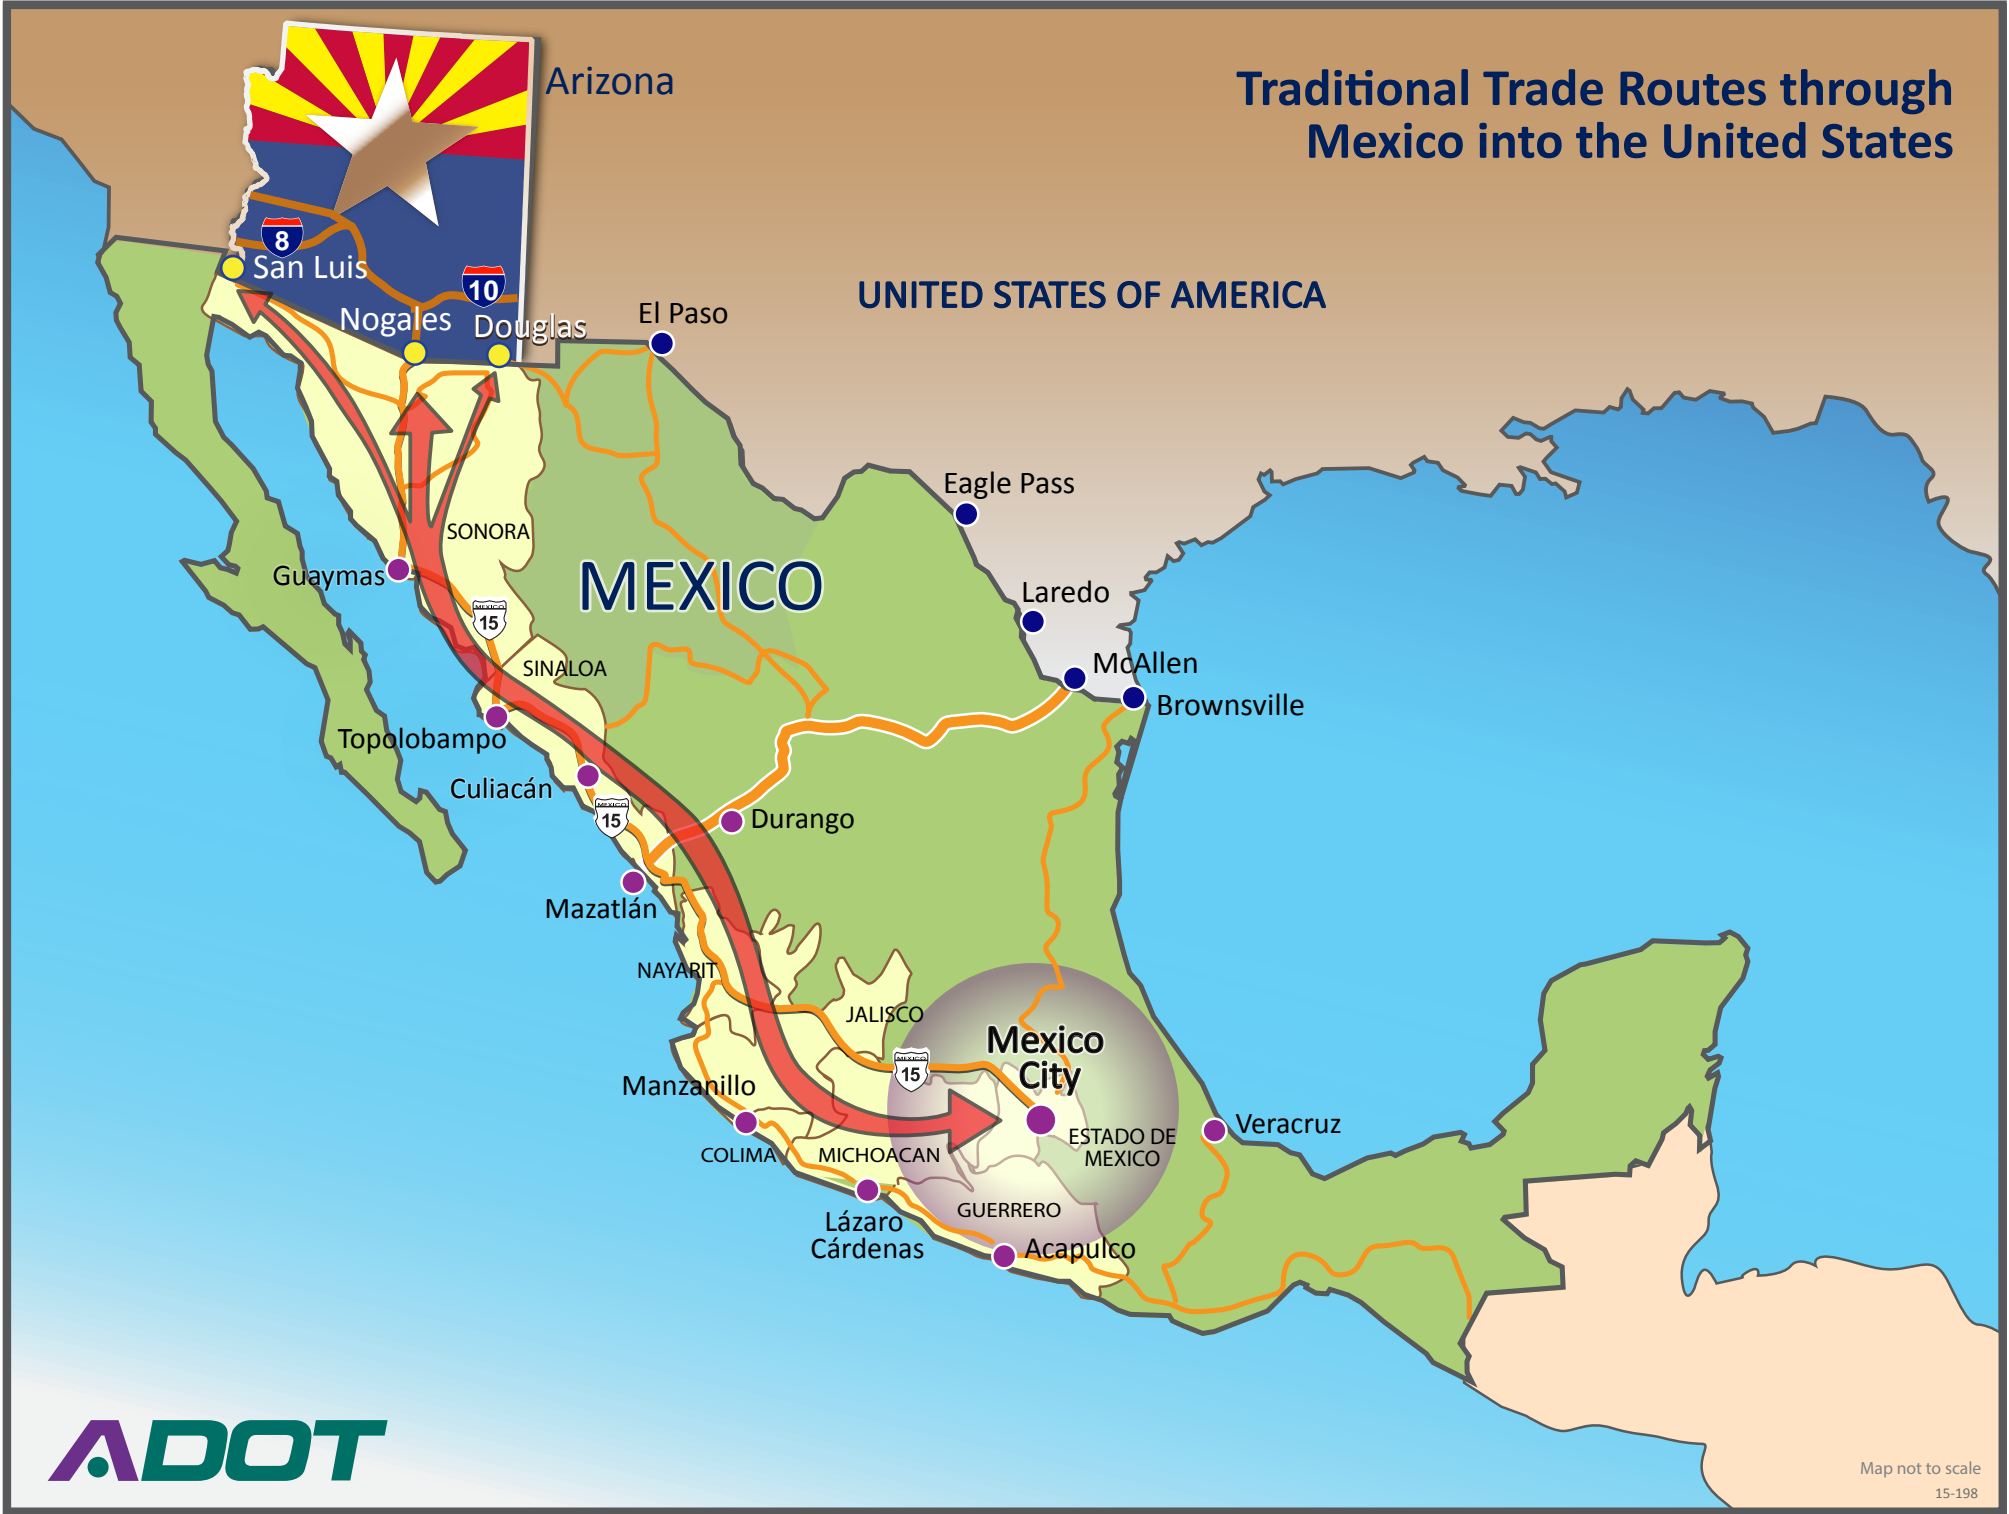 Traditional Trade Routes through
Mexico into the United States
Arizona
8
San Luis
10
Nogales
Douglas
El Paso
UNITED STATES OF AMERICA
Eagle Pass
SONORA
Guaymas
MEXICO
Laredo
MEXICO
15
SINALOA
McAllen
Brownsville
Topolobampo
Culiacán
MEXICO
15
Durango
Mazatlán
NAYARIT
JALISCO
Mexico
City
MEXICO
15
Manzanillo
Veracruz
ESTADO DE
MEXICO
COLIMA
MICHOACAN
GUERRERO
Lázaro
Cárdenas
Acapulco
ADOT
Map not to scale
15-198